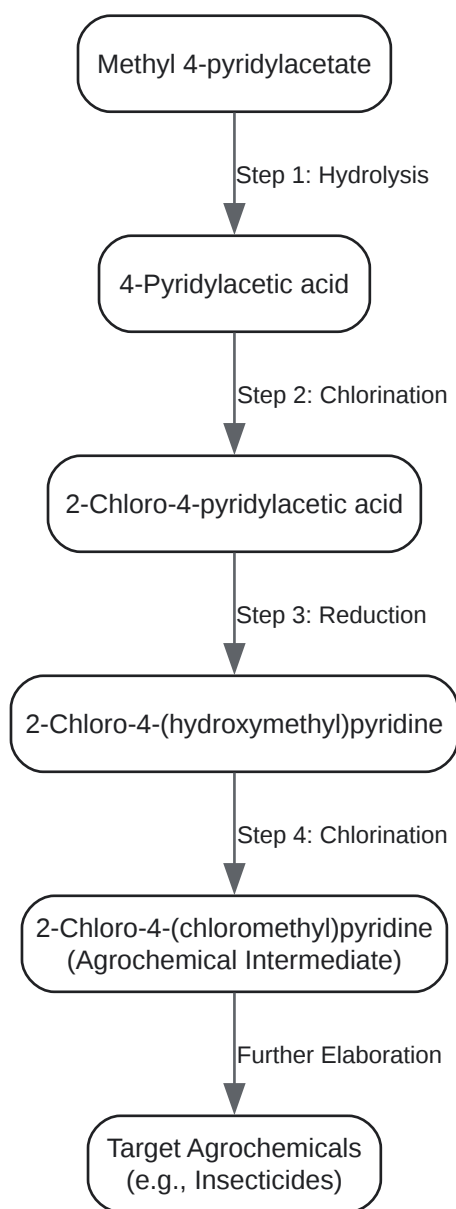 Methyl 4-pyridylacetate
Step 1: Hydrolysis
4-Pyridylacetic acid
Step 2: Chlorination
2-Chloro-4-pyridylacetic acid
Step 3: Reduction
2-Chloro-4-(hydroxymethyl)pyridine
Step 4: Chlorination
2-Chloro-4-(chloromethyl)pyridine
(Agrochemical Intermediate)
Further Elaboration
Target Agrochemicals
(e.g., Insecticides)